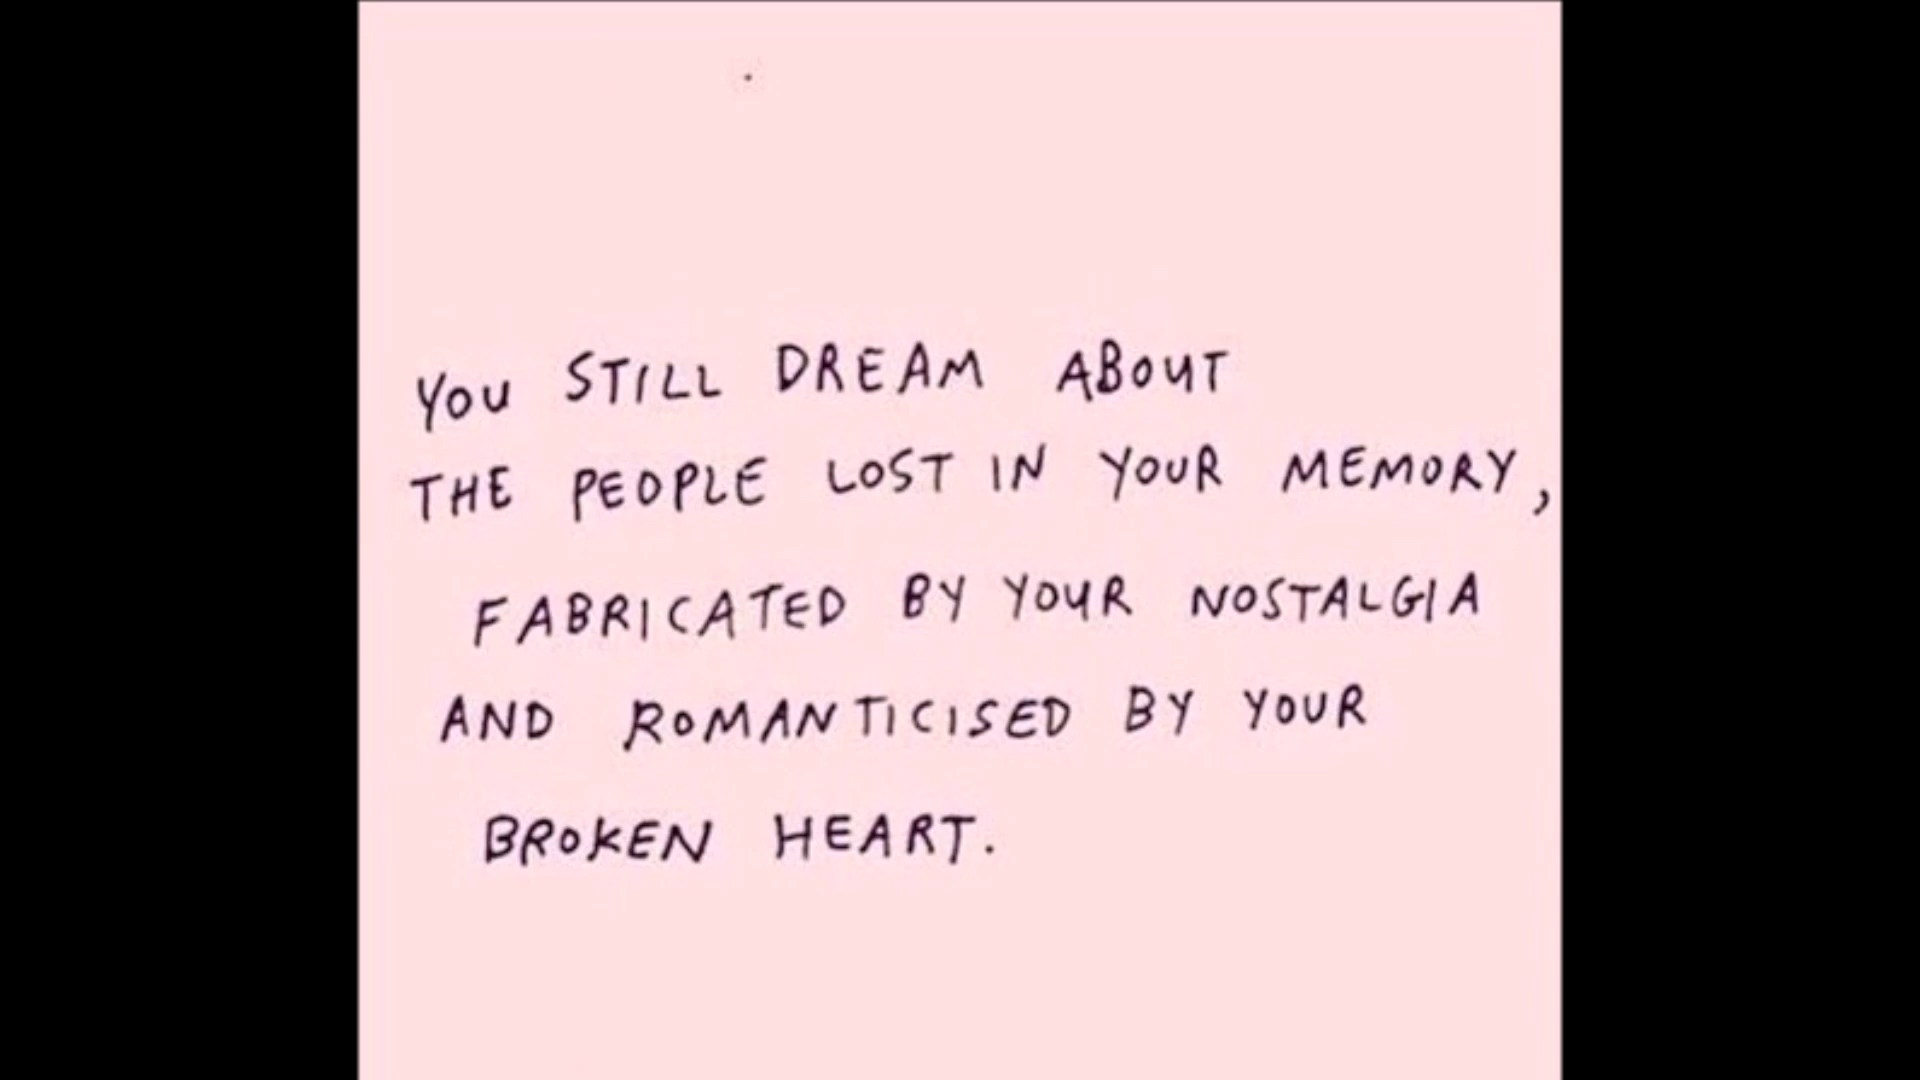 YOU STILL DREAM ABOUT
THE PEOPLE LOST IN YOUR MEMORY,
FABRICATED BY YOUR NOSTALGIA
AND ROMANTICISED BY YOUR
BROKEN HEART.